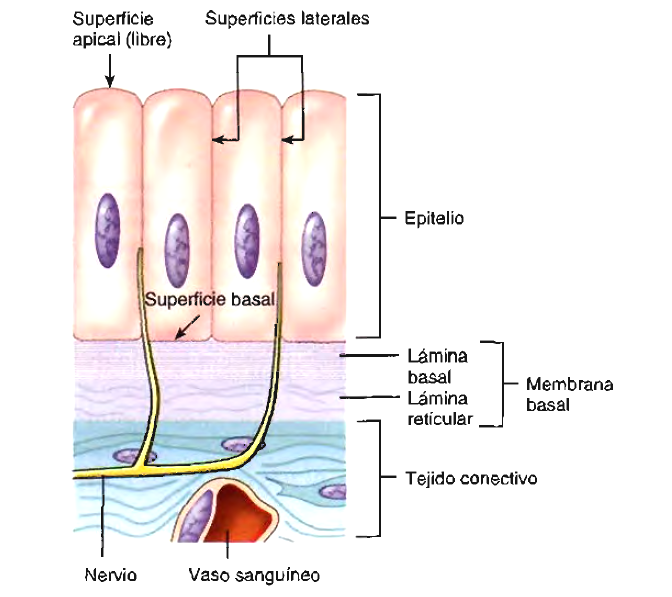 Superficie
apical (libre)
Superficies laterales
Epitelio
Superficie basal
Lámina
basal
Lámina
reticular
Membrana
basal
Tejido conectivo
Nervio
Vaso sanguíneo